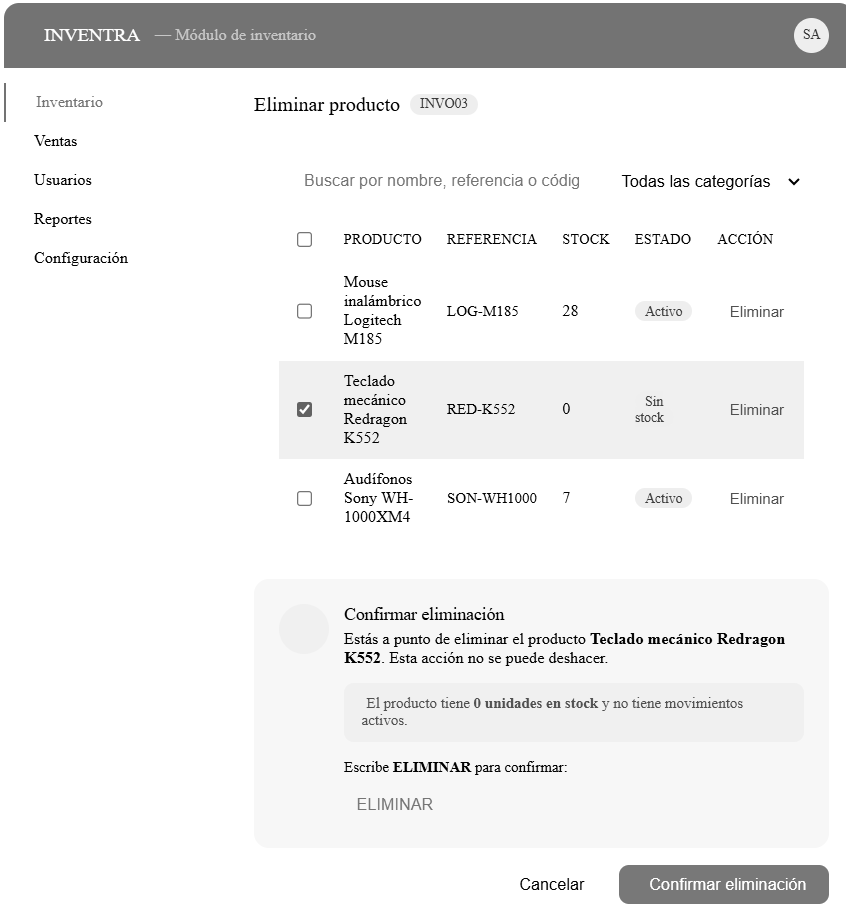 INVENTRA — Módulo de inventario
SA
Inventario
Ventas
Usuarios
Reportes
Configuración
Eliminar producto INVO03
Buscar por nombre, referencia o códig
Todas las categorías
PRODUCTO REFERENCIA STOCK ESTADO ACCIÓN
Mouse
inalámbrico
Logitech
M185
LOG-M185 28 Activo Eliminar
Teclado
mecánico
Redragon
K552
RED-K552 0 Sin
stock
Eliminar
Audífonos
Sony WH-
1000XM4
SON-WH1000 7 Activo Eliminar
Confirmar eliminación
Estás a punto de eliminar el producto Teclado mecánico Redragon
K552. Esta acción no se puede deshacer.
El producto tiene 0 unidades en stock y no tiene movimientos
activos.
Escribe ELIMINAR para confirmar:
ELIMINAR
Cancelar
Confirmar eliminación